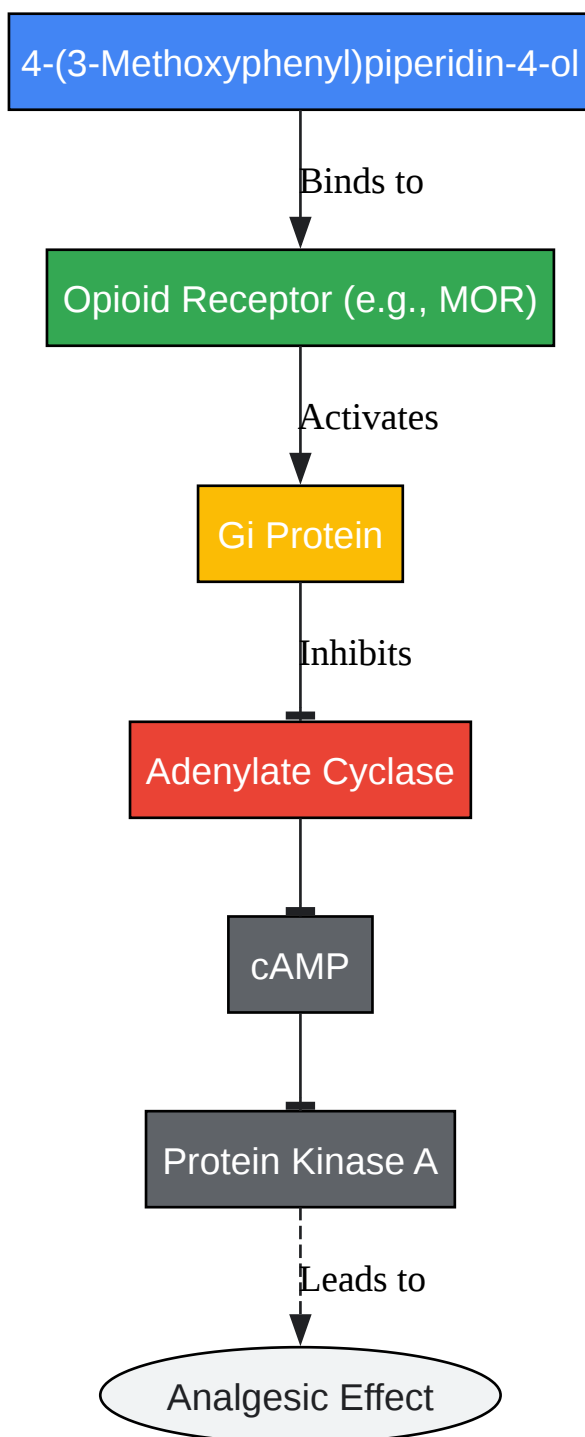 4-(3-Methoxyphenyl)piperidin-4-ol
Binds to
Opioid Receptor (e.g., MOR)
Activates
Gi Protein
Inhibits
Adenylate Cyclase
cAMP
Protein Kinase A
Leads to
Analgesic Effect